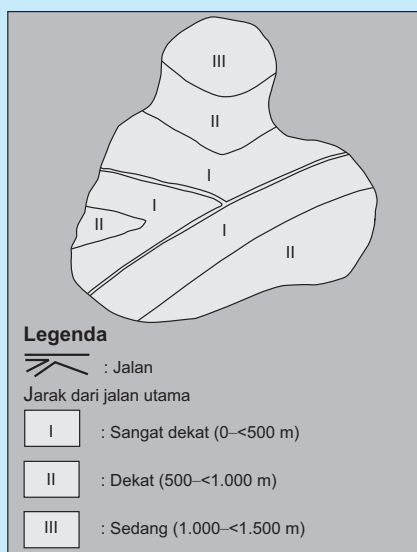 III
II
I
I
I
II
II
Legenda
: Jalan
Jarak dari jalan utama
I : Sangat dekat (0–<500 m)
II : Dekat (500–<1.000 m)
III : Sedang (1.000–<1.500 m)